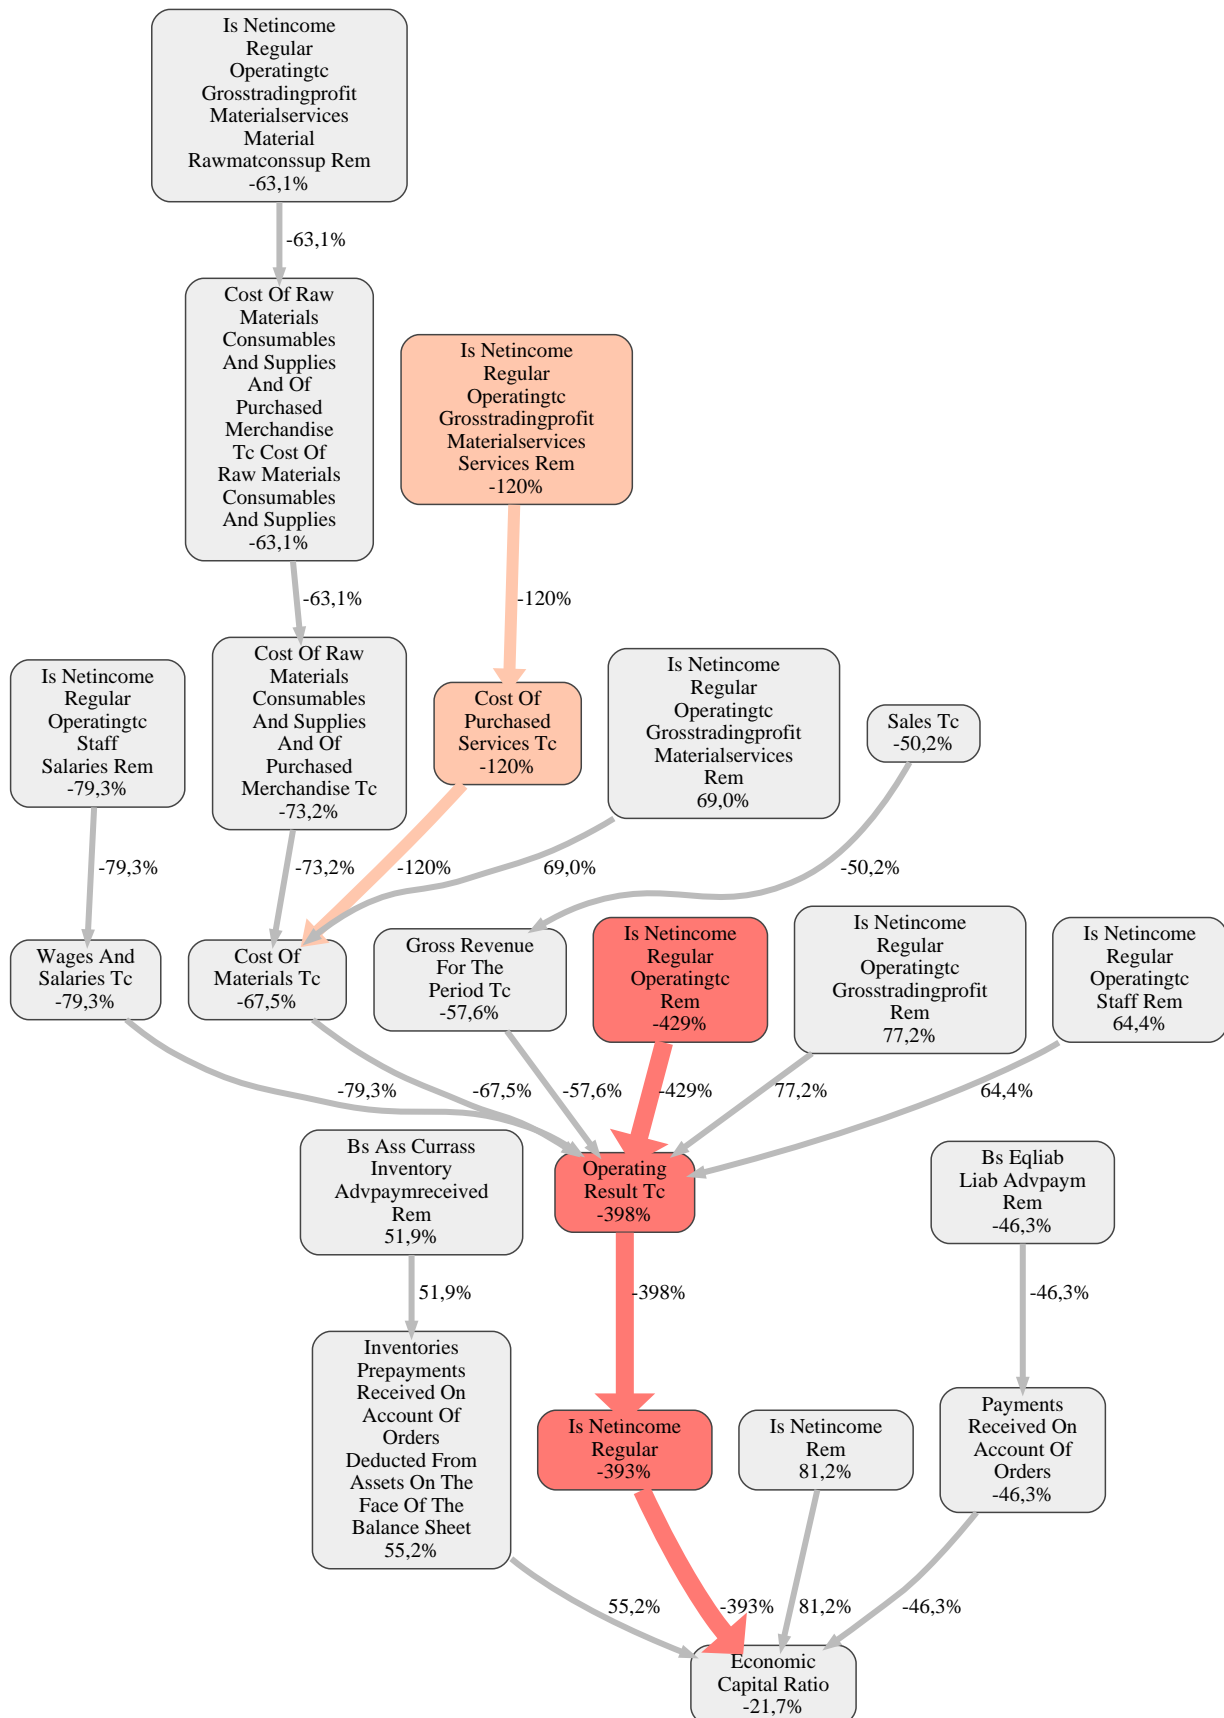 Is Netincome
Regular
Operatingtc
Grosstradingprofit
Materialservices
Material
Rawmatconssup Rem
-63,1%
-63,1%
Cost Of Raw
Materials
Consumables
And Supplies
And Of
Purchased
Merchandise
Tc Cost Of
Raw Materials
Consumables
And Supplies
-63,1%
Is Netincome
Regular
Operatingtc
Grosstradingprofit
Materialservices
Services Rem
-120%
-63,1%
-120%
Is Netincome
Regular
Operatingtc
Staff
Salaries Rem
-79,3%
Cost Of Raw
Materials
Consumables
And Supplies
And Of
Purchased
Merchandise Tc
-73,2%
Cost Of
Purchased
Services Tc
-120%
Is Netincome
Regular
Operatingtc
Grosstradingprofit
Materialservices
Rem
69,0%
Sales Tc
-50,2%
-79,3%
-73,2%
-120%
69,0%
-50,2%
Wages And
Salaries Tc
-79,3%
Cost Of
Materials Tc
-67,5%
Gross Revenue
For The
Period Tc
-57,6%
Is Netincome
Regular
Operatingtc
Rem
-429%
Is Netincome
Regular
Operatingtc
Grosstradingprofit
Rem
77,2%
Is Netincome
Regular
Operatingtc
Staff Rem
64,4%
-79,3%
-67,5%
-57,6%
-429%
77,2%
64,4%
Bs Ass Currass
Inventory
Advpaymreceived
Rem
51,9%
Operating
Result Tc
-398%
Bs Eqliab
Liab Advpaym
Rem
-46,3%
51,9%
-398%
-46,3%
Inventories
Prepayments
Received On
Account Of
Orders
Deducted From
Assets On The
Face Of The
Balance Sheet
55,2%
Is Netincome
Regular
-393%
Is Netincome
Rem
81,2%
Payments
Received On
Account Of
Orders
-46,3%
55,2%
-393%
81,2%
-46,3%
Economic
Capital Ratio
-21,7%